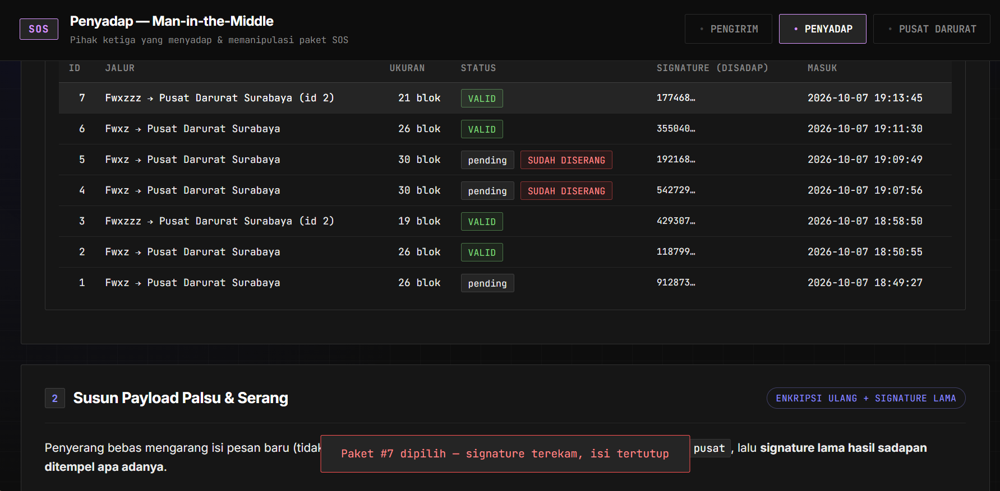 SOS
Penyadap — Man-in-the-Middle
Pihak ketiga yang menyadap & memanipulasi paket SOS
• PENGIRIM
• PENYADAP
• PUSAT DARURAT
ID JALUR UKURAN STATUS SIGNATURE (DISADAP) MASUK
7 Fwxzzz → Pusat Darurat Surabaya (id 2) 21 blok VALID 177468… 2026-10-07 19:13:45
6 Fwxz → Pusat Darurat Surabaya 26 blok VALID 355040… 2026-10-07 19:11:30
5 Fwxz → Pusat Darurat Surabaya 30 blok pending SUDAH DISERANG 192168… 2026-10-07 19:09:49
4 Fwxz → Pusat Darurat Surabaya 30 blok pending SUDAH DISERANG 542729… 2026-10-07 19:07:56
3 Fwxzzz → Pusat Darurat Surabaya (id 2) 19 blok VALID 429307… 2026-10-07 18:58:50
2 Fwxz → Pusat Darurat Surabaya 26 blok VALID 118799… 2026-10-07 18:50:55
1 Fwxz → Pusat Darurat Surabaya 26 blok pending 912873… 2026-10-07 18:49:27
2 Susun Payload Palsu & Serang
ENKRIPSI ULANG + SIGNATURE LAMA
Penyerang bebas mengarang isi pesan baru (tidak pusat, lalu signature lama hasil sadapan
Paket #7 dipilih — signature terekam, isi tertutup
ditempel apa adanya.